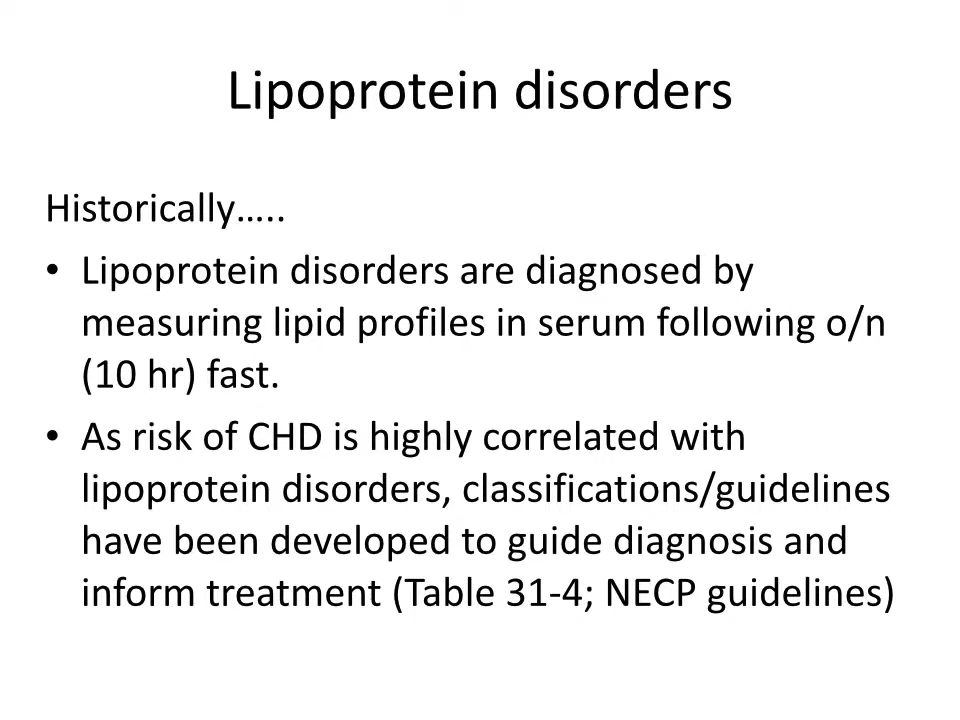 Lipoprotein disorders
Historically…..
• Lipoprotein disorders are diagnosed by
measuring lipid profiles in serum following o/n
(10 hr) fast.
• As risk of CHD is highly correlated with
lipoprotein disorders, classifications/guidelines
have been developed to guide diagnosis and
inform treatment (Table 31-4; NECP guidelines)